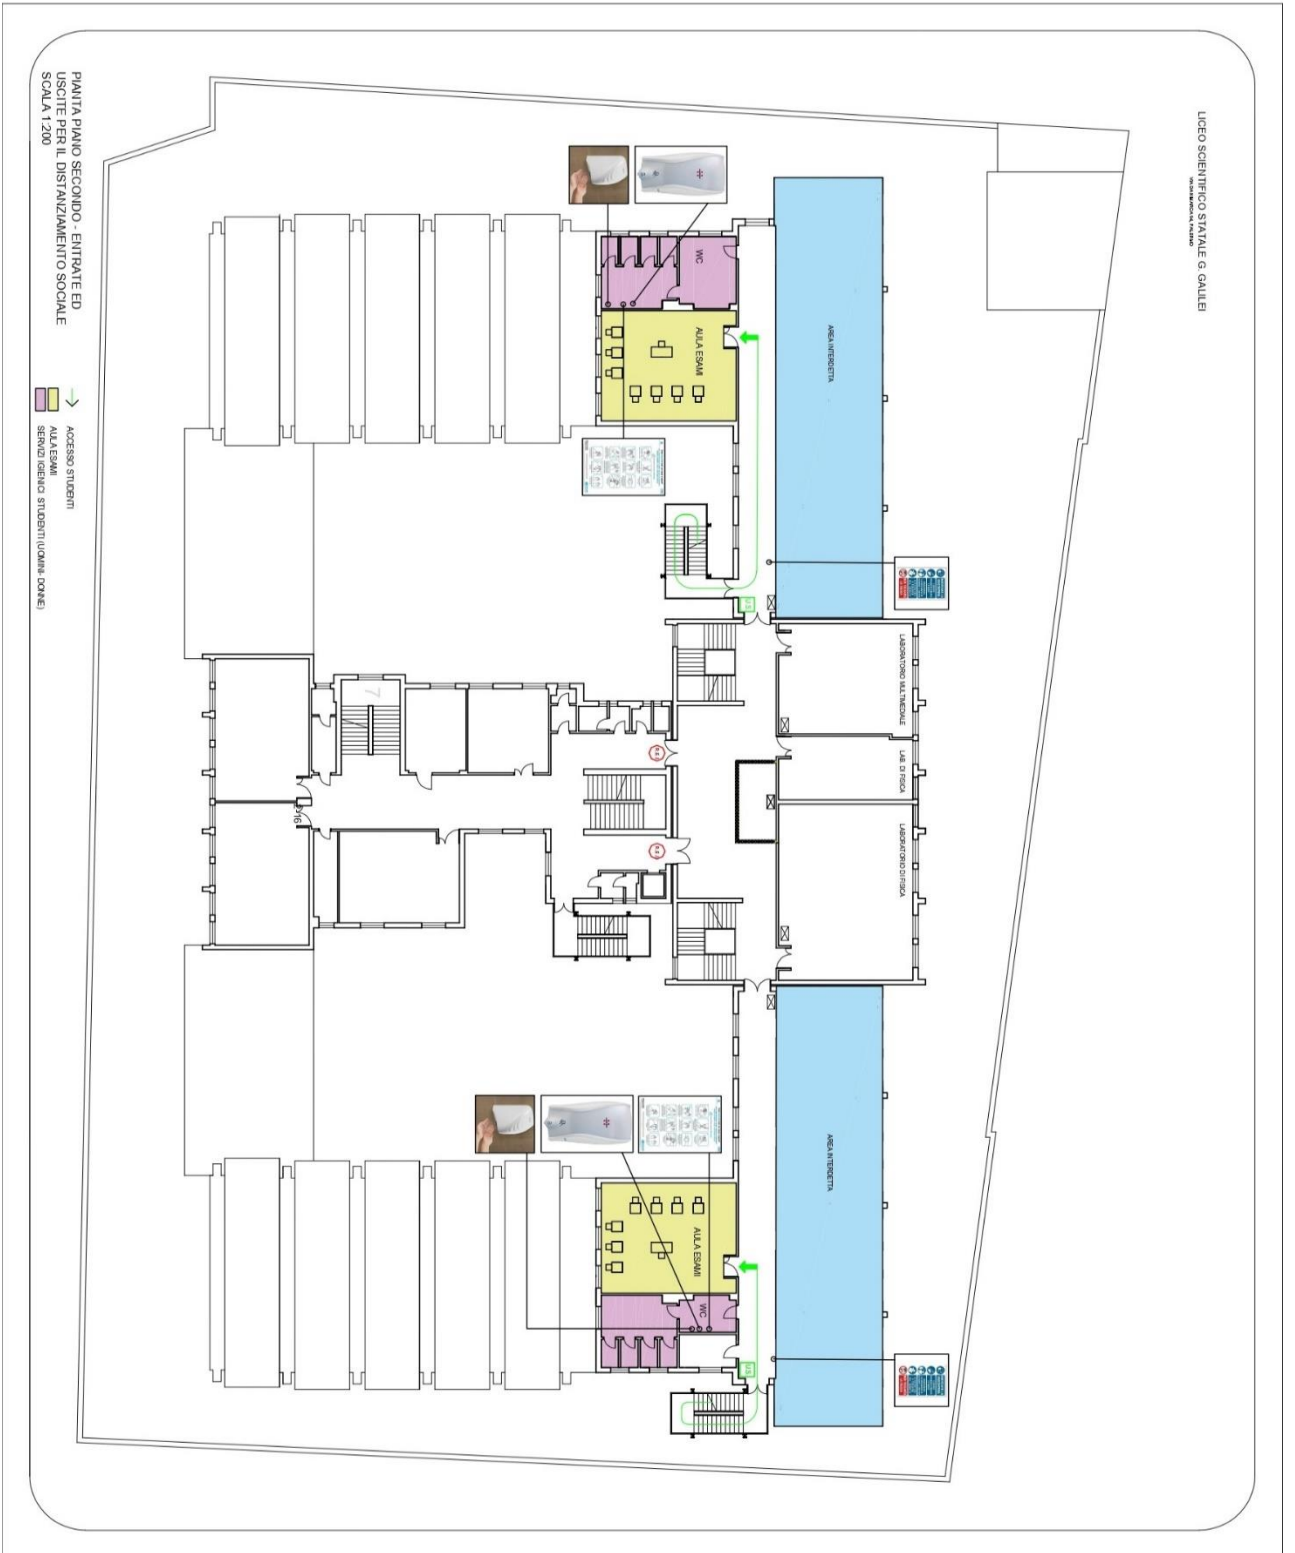 LICEO SCIENTIFICO STATALE G. GALILEI
AREA INTERDETTA
WC
AULA ESAMI
LABORATORIO MULTIMEDIALE
LAB. DI FISICA
LABORATORIO DI FISICA
7
16
AREA INTERDETTA
AULA ESAMI
WC
PIANTA PIANO SECONDO - ENTRATE ED
USCITE PER IL DISTANZIAMENTO SOCIALE
SCALA 1:200
ACCESSO STUDENTI
AULA ESAMI
SERVIZI IGIENICI STUDENTI (UOMINI- DONNE)